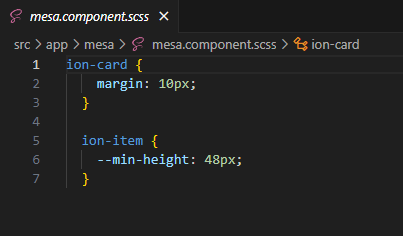 mesa.component.scss ×
src > app > mesa > mesa.component.scss > ion-card
1 ion-card {
2     margin: 10px;
3   }
4
5   ion-item {
6     --min-height: 48px;
7   }